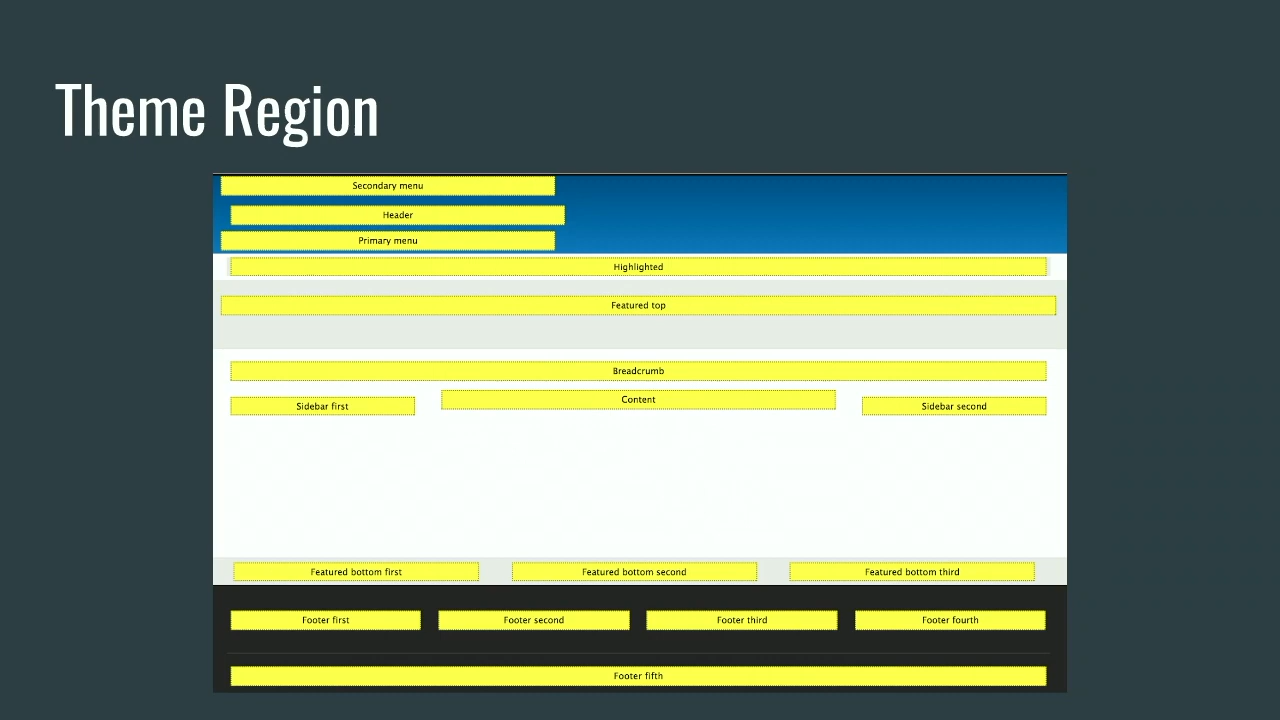 Theme Region
Secondary menu
Header
Primary menu
Highlighted
Featured top
Breadcrumb
Sidebar first
Content
Sidebar second
Featured bottom first
Featured bottom second
Featured bottom third
Footer first
Footer second
Footer third
Footer fourth
Footer fifth